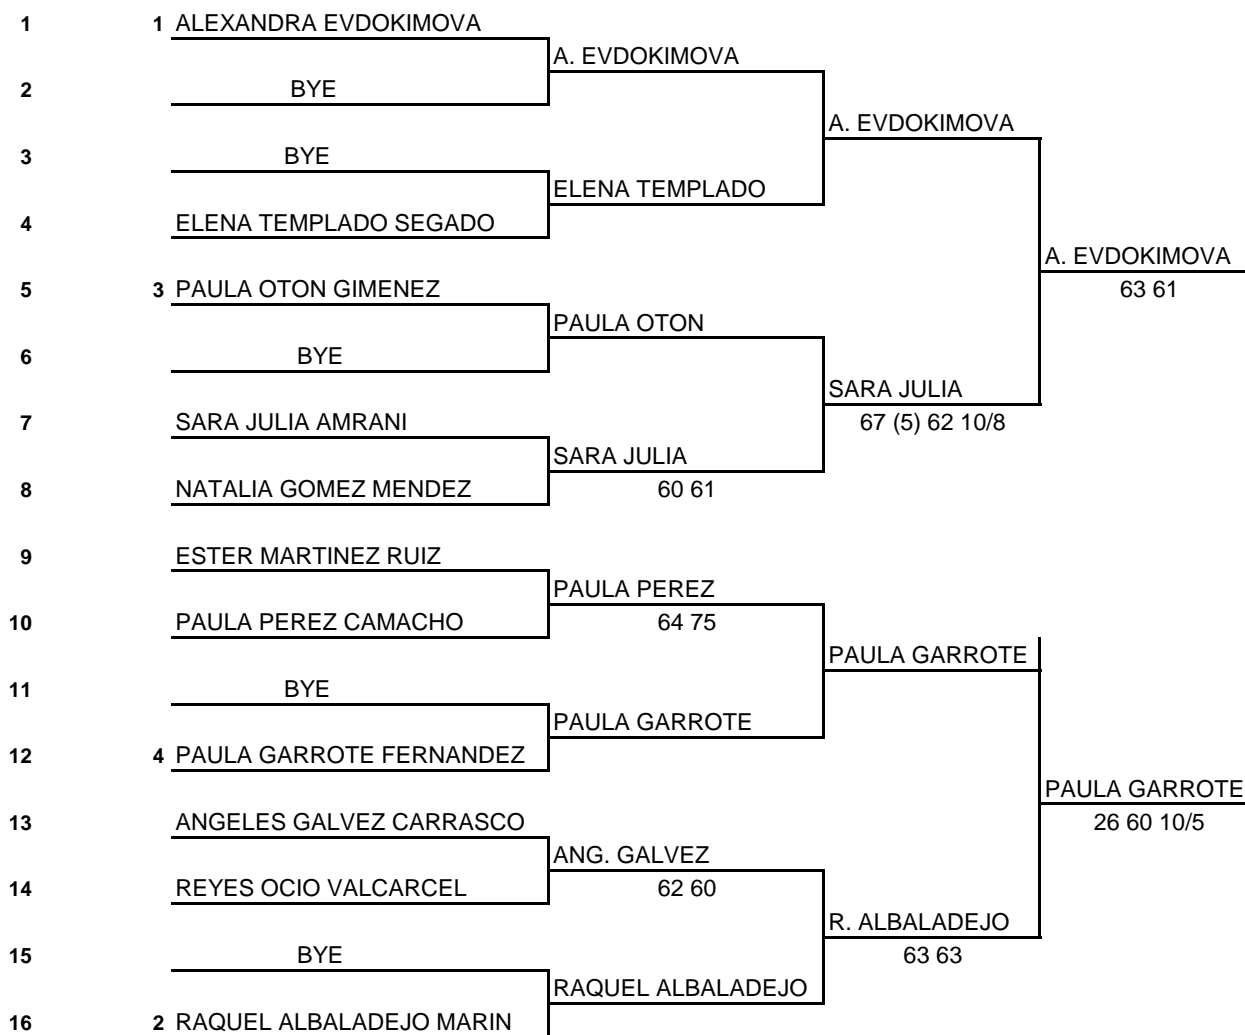 1 1 ALEXANDRA EVDOKIMOVA
A. EVDOKIMOVA
2 BYE
A. EVDOKIMOVA
3 BYE
ELENA TEMPLADO
4 ELENA TEMPLADO SEGADO
A. EVDOKIMOVA
5 3 PAULA OTON GIMENEZ 63 61
PAULA OTON
6 BYE
SARA JULIA
7 SARA JULIA AMRANI 67 (5) 62 10/8
SARA JULIA
8 NATALIA GOMEZ MENDEZ 60 61
9 ESTER MARTINEZ RUIZ
PAULA PEREZ
10 PAULA PEREZ CAMACHO 64 75
PAULA GARROTE
11 BYE
PAULA GARROTE
12 4 PAULA GARROTE FERNANDEZ
PAULA GARROTE
13 ANGELES GALVEZ CARRASCO 26 60 10/5
ANG. GALVEZ
14 REYES OCIO VALCARCEL 62 60
R. ALBALADEJO
15 BYE 63 63
RAQUEL ALBALADEJO
16 2 RAQUEL ALBALADEJO MARIN